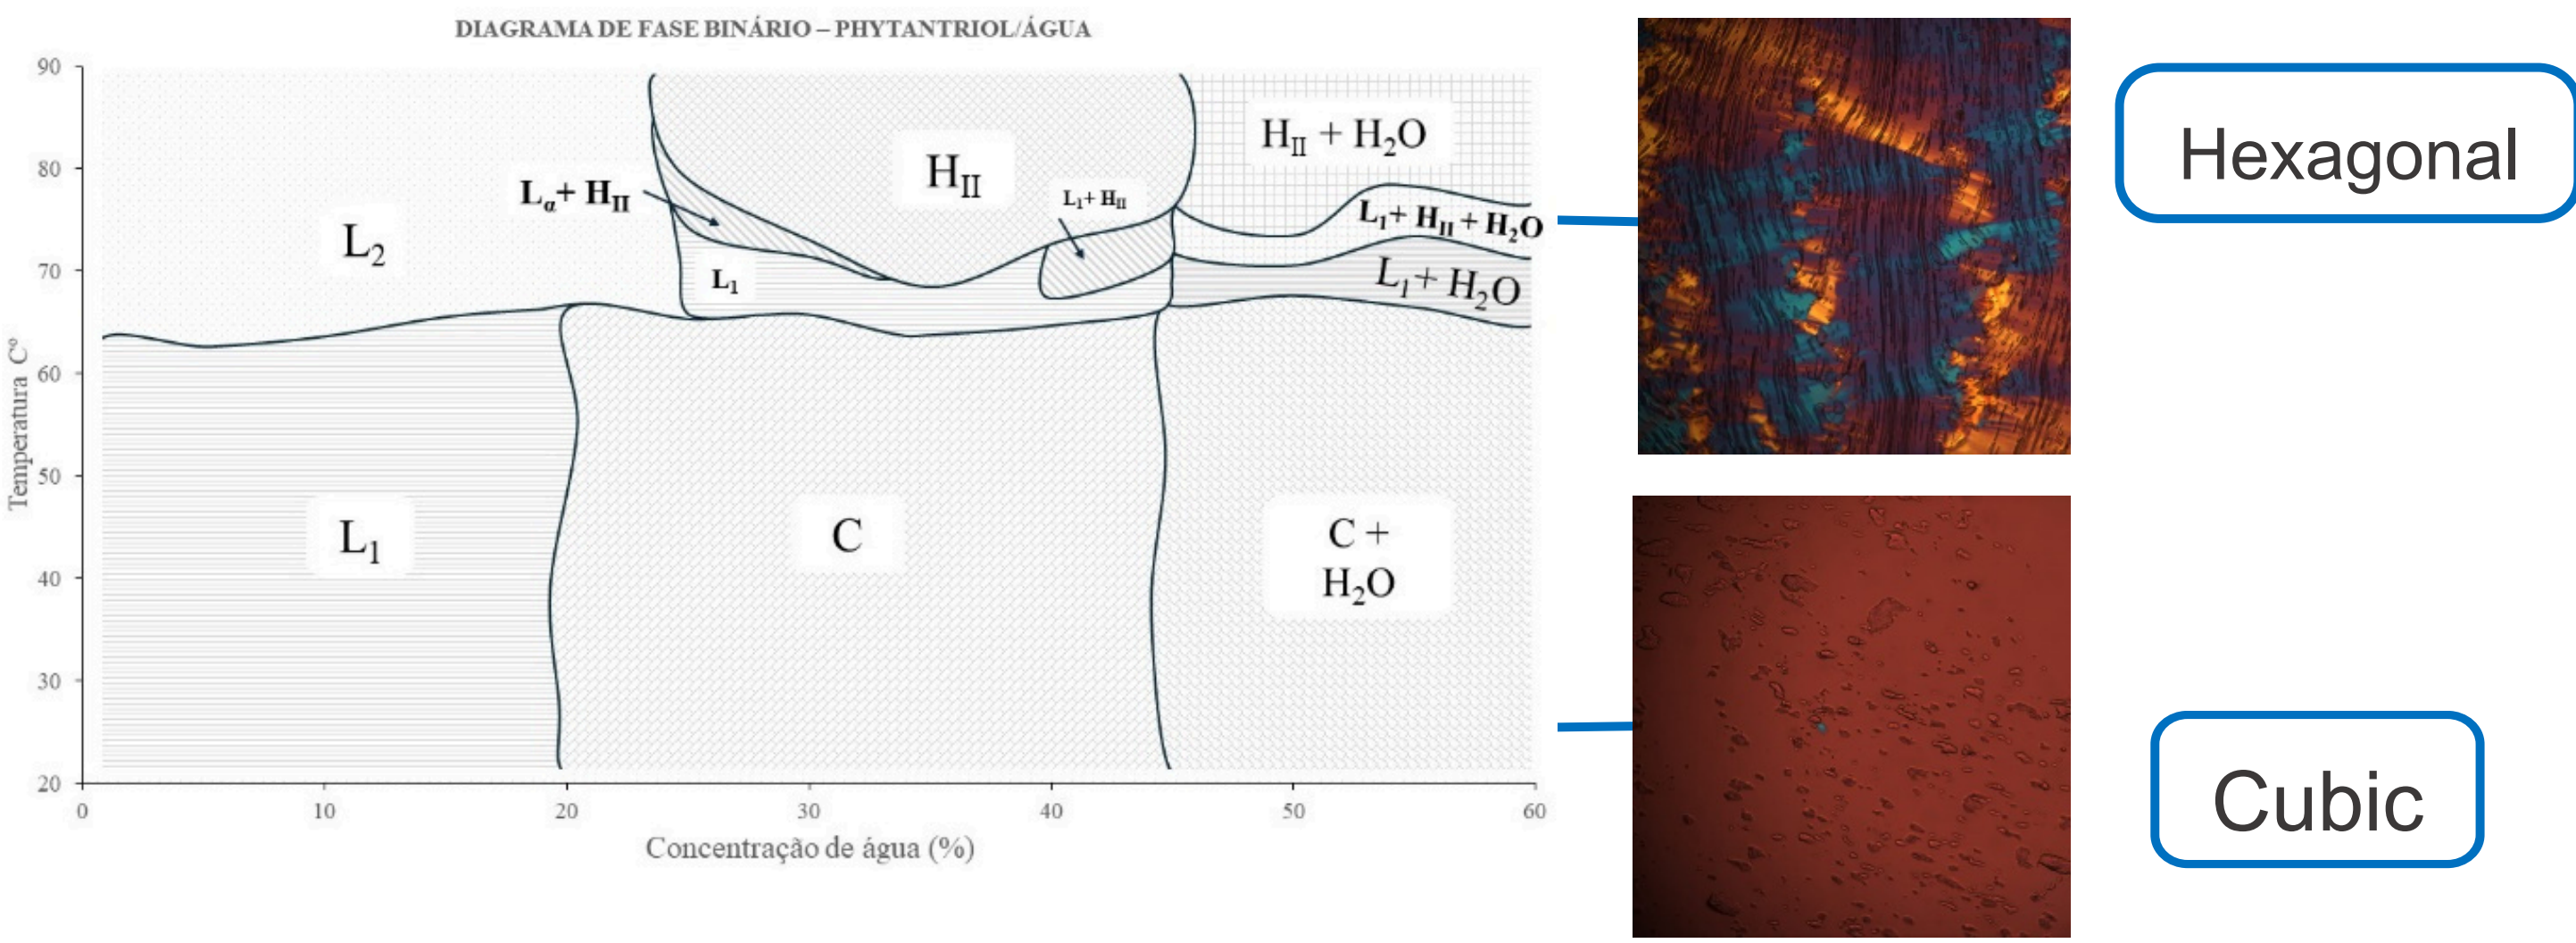 DIAGRAMA DE FASE BINÁRIO – PHYTANTRIOL/ÁGUA
90
80
70
60
50
40
30
20
Temperatura C°
0
10
20
30
40
50
60
Concentração de água (%)
L₂
Lα+ HII
HII
L₁+ HII
HII + H₂O
L₁+ HII + H₂O
L₁+ H₂O
L₁
L₁
C
C +
H₂O
Hexagonal
Cubic